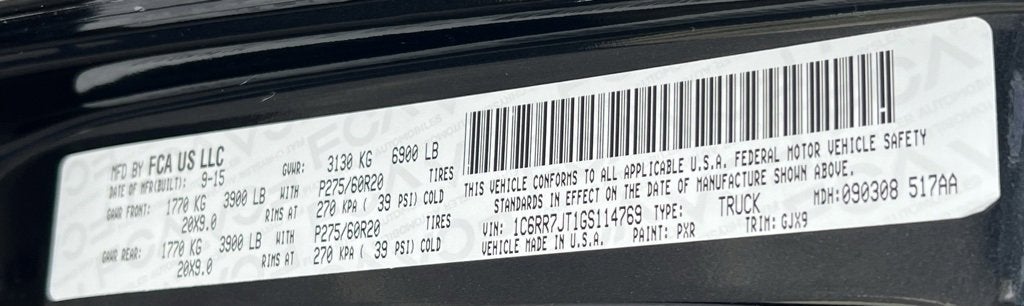 MFD BY FCA US LLC
DATE OF MFR(BUILT): 9-15 GVWR: 3130 KG 6900 LB
GAWR FRONT: 1770 KG 3900 LB WITH P275/60R20 TIRES
20X9.0 RIMS AT 270 KPA ( 39 PSI) COLD
GAWR REAR: 1770 KG 3900 LB WITH P275/60R20 TIRES
20X9.0 RIMS AT 270 KPA ( 39 PSI) COLD
THIS VEHICLE CONFORMS TO ALL APPLICABLE U.S.A. FEDERAL MOTOR VEHICLE SAFETY
STANDARDS IN EFFECT ON THE DATE OF MANUFACTURE SHOWN ABOVE.
VIN: 1C6RR7JT1GS114769 TYPE: TRUCK MDH: 090308 517AA
VEHICLE MADE IN U.S.A. PAINT: PXR TRIM: GJX9